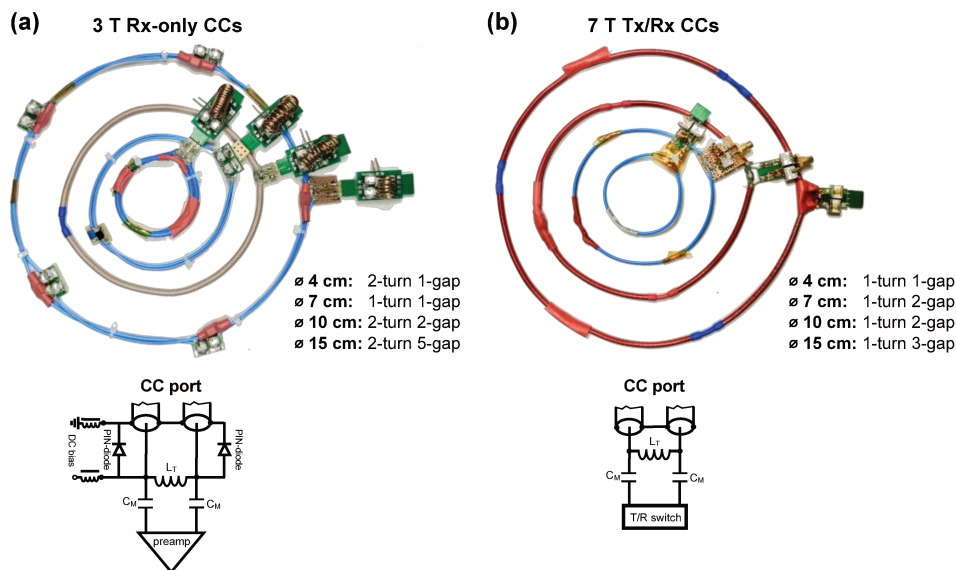 (a) 3 T Rx-only CCs
ø 4 cm: 2-turn 1-gap
ø 7 cm: 1-turn 1-gap
ø 10 cm: 2-turn 2-gap
ø 15 cm: 2-turn 5-gap
CC port
DC bias
PIN-diode
PIN-diode
LT
CM
CM
preamp
(b) 7 T Tx/Rx CCs
ø 4 cm: 1-turn 1-gap
ø 7 cm: 1-turn 2-gap
ø 10 cm: 1-turn 2-gap
ø 15 cm: 1-turn 3-gap
CC port
LT
CM
CM
T/R switch